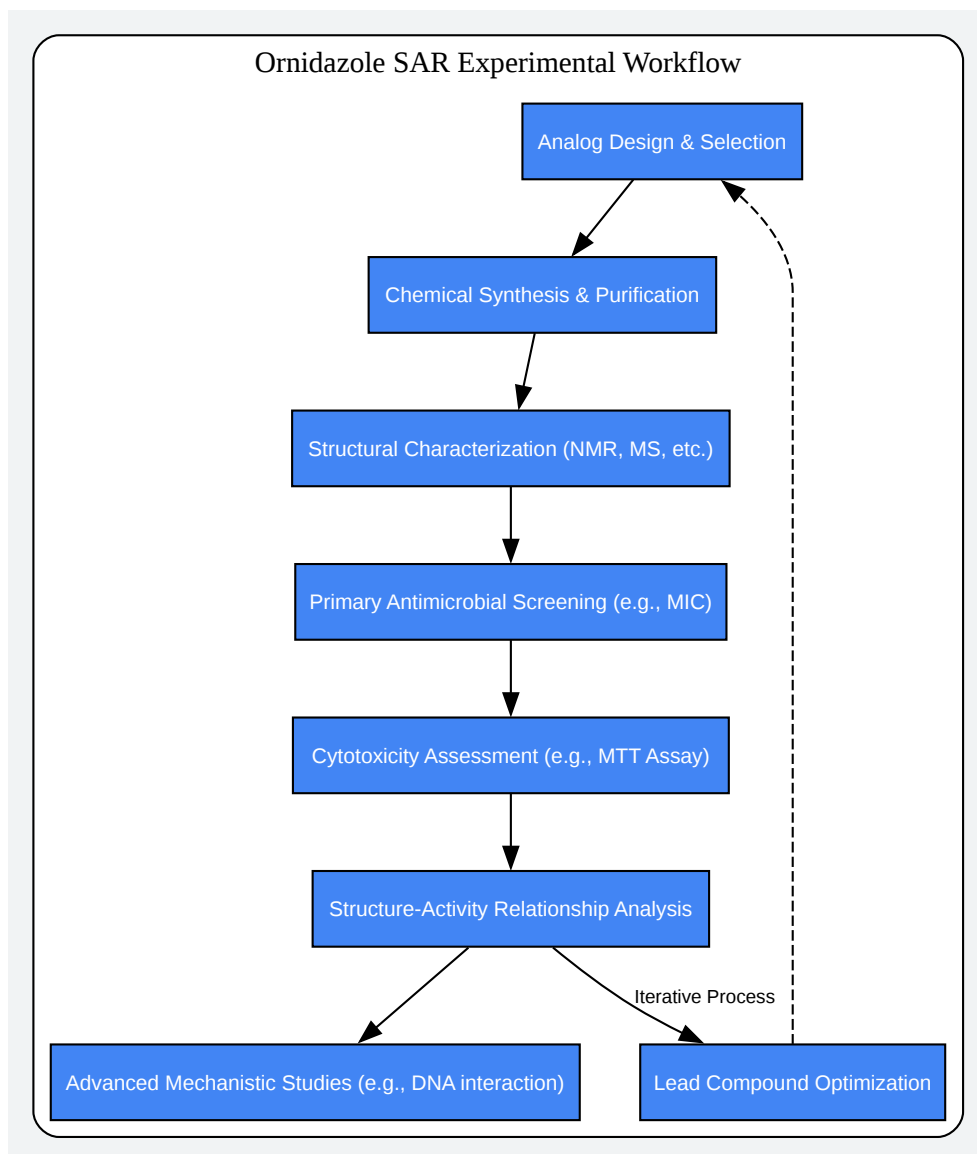 Ornidazole SAR Experimental Workflow
Analog Design & Selection
Chemical Synthesis & Purification
Structural Characterization (NMR, MS, etc.)
Primary Antimicrobial Screening (e.g., MIC)
Cytotoxicity Assessment (e.g., MTT Assay)
Structure-Activity Relationship Analysis
Iterative Process
Advanced Mechanistic Studies (e.g., DNA interaction)
Lead Compound Optimization